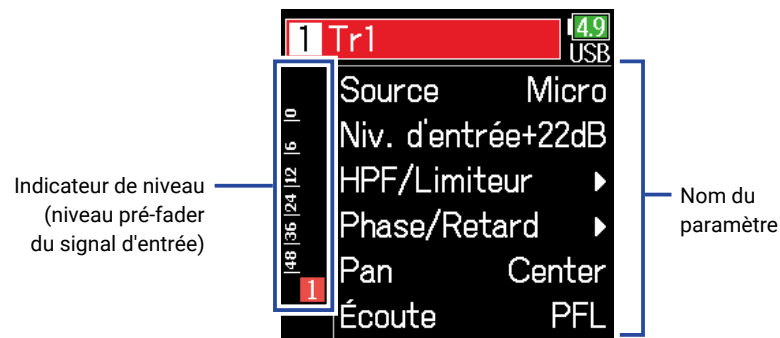 1 Tr1
4.9
USB
Source Micro
Niv. d'entrée+22dB
HPF/Limiteur
Phase/Retard
Pan Center
Écoute PFL
|48 |36 |24 |12 |6 |0
1
Indicateur de niveau
(niveau pré-fader
du signal d'entrée)
Nom du
paramètre